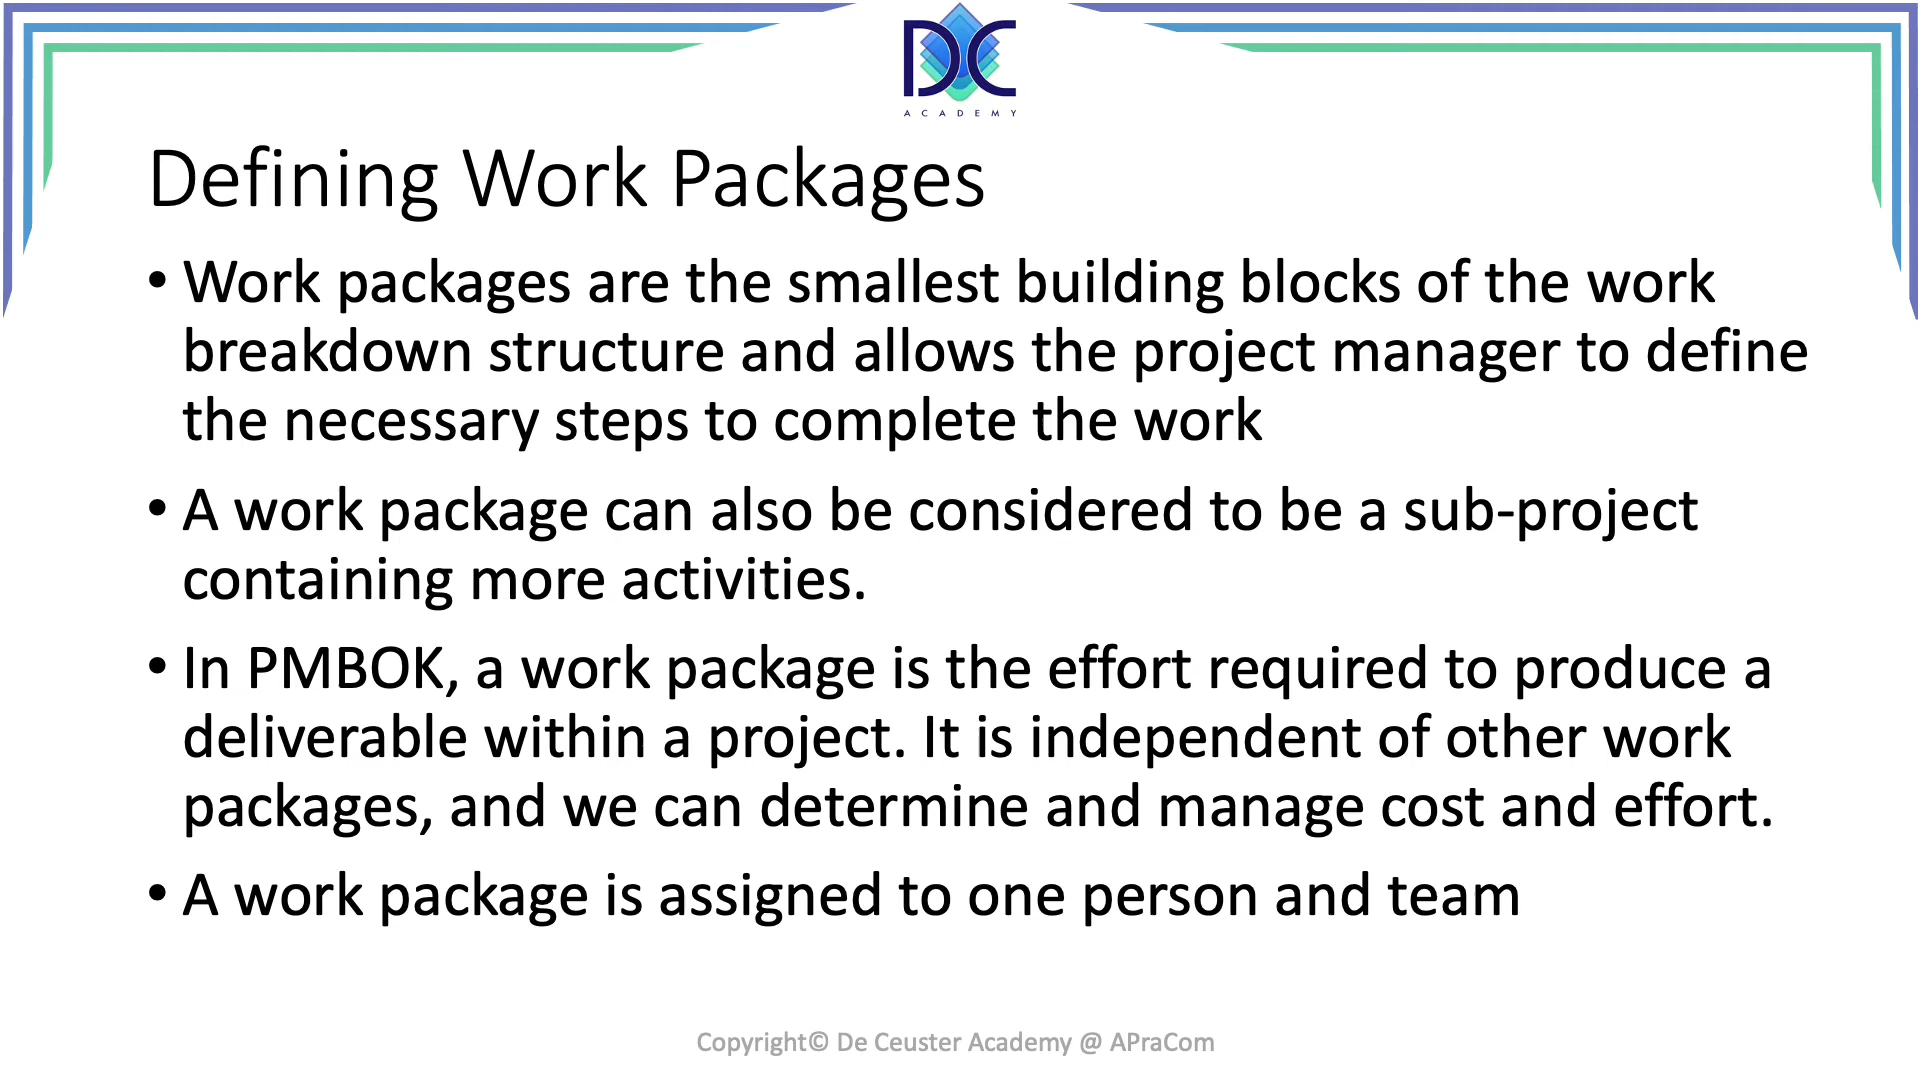 DC
ACADEMY
Defining Work Packages
• Work packages are the smallest building blocks of the work
breakdown structure and allows the project manager to define
the necessary steps to complete the work
• A work package can also be considered to be a sub-project
containing more activities.
• In PMBOK, a work package is the effort required to produce a
deliverable within a project. It is independent of other work
packages, and we can determine and manage cost and effort.
• A work package is assigned to one person and team
Copyright© De Ceuster Academy @ APraCom